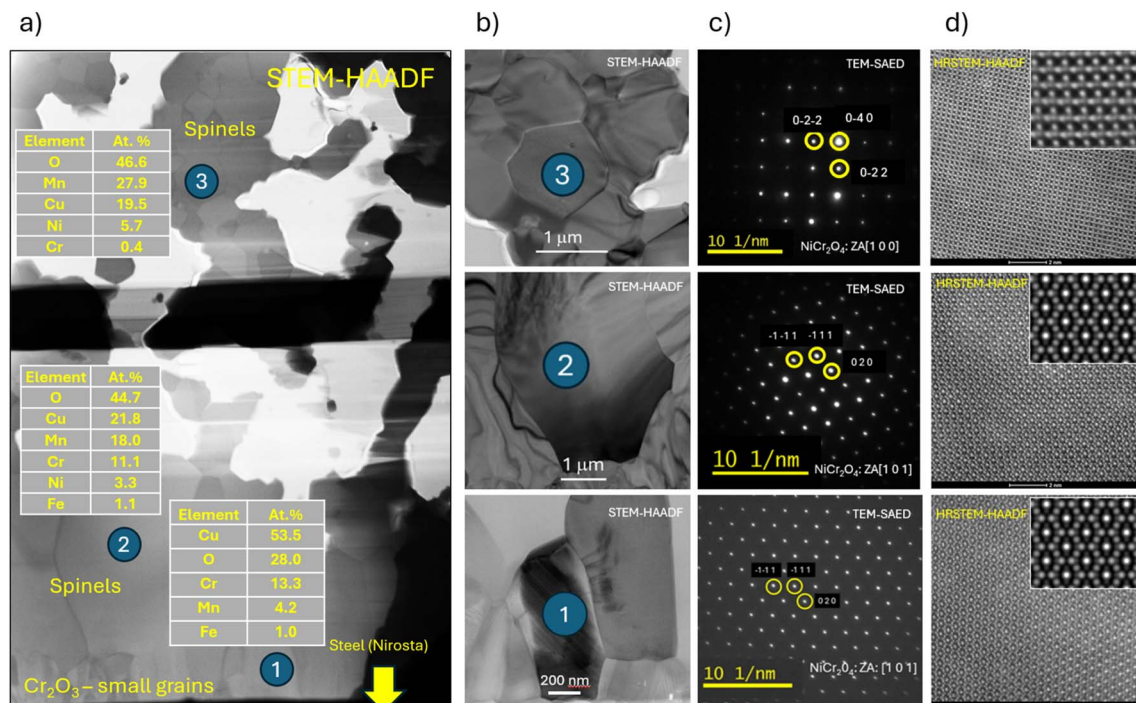 a)
STEM-HAADF
Spinels
3
Element At. %
O 46.6
Mn 27.9
Cu 19.5
Ni 5.7
Cr 0.4
Element At. %
O 44.7
Cu 21.8
Mn 18.0
Cr 11.1
Ni 3.3
Fe 1.1
2
Spinels
Element At.%
Cu 53.5
O 28.0
Cr 13.3
Mn 4.2
Fe 1.0
1
Steel (Nirosta)
Cr₂O₃ – small grains
b)
STEM-HAADF
3
1 µm
STEM-HAADF
2
1 µm
STEM-HAADF
1
200 nm
c)
TEM-SAED
0-2-2
0-4 0
0-2 2
10 1/nm
NiCr₂O₄: ZA[1 0 0]
TEM-SAED
-1 -1 1
-1 1 1
0 2 0
10 1/nm
NiCr₂O₄: ZA[1 0 1]
TEM-SAED
-1-1 1
-1 1 1
0 2 0
10 1/nm
NiCr₂0₄: ZA: [1 0 1]
d)
HRSTEM-HAADF
2 nm
HRSTEM-HAADF
2 nm
HRSTEM-HAADF